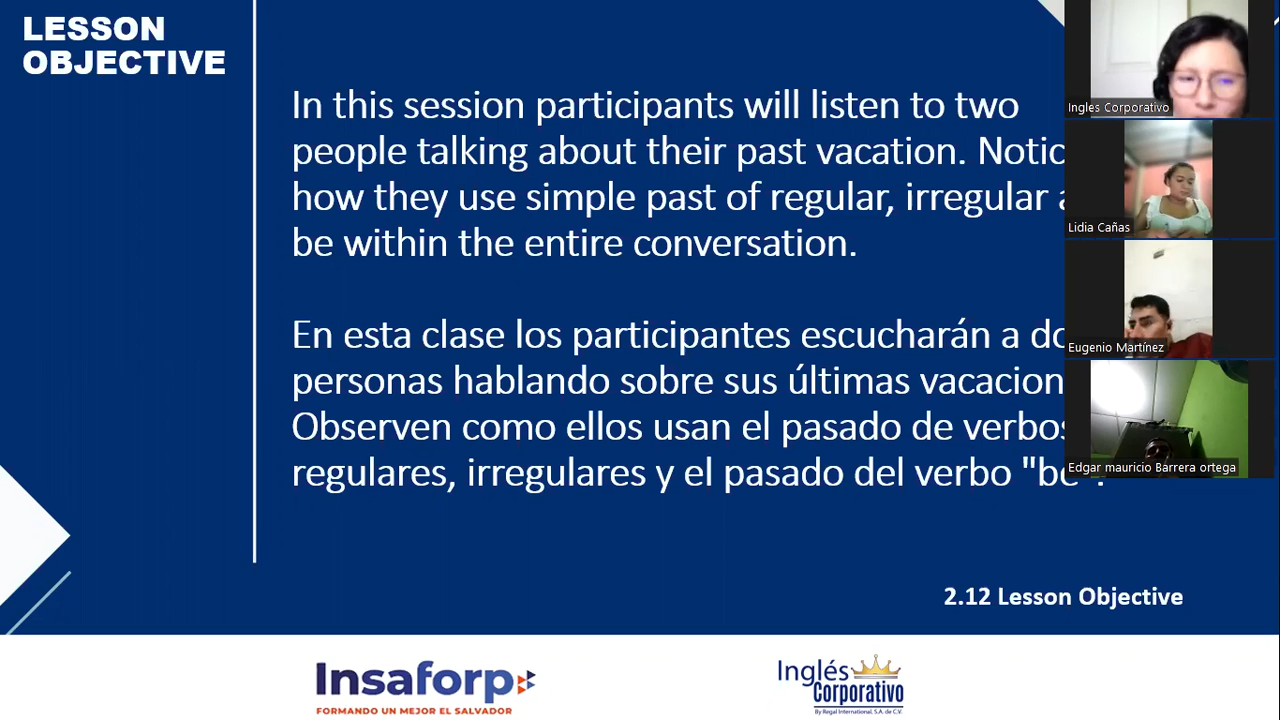 LESSON
OBJECTIVE
In this session participants will listen to two
people talking about their past vacation. Notic
how they use simple past of regular, irregular a
be within the entire conversation.
En esta clase los participantes escucharán a do
personas hablando sobre sus últimas vacacion
Observen como ellos usan el pasado de verbos
regulares, irregulares y el pasado del verbo "be".
2.12 Lesson Objective
Insaforp
FORMANDO UN MEJOR EL SALVADOR
Inglés
Corporativo
By Regal International, S.A. de C.V.
Ingles Corporativo
Lidia Cañas
Eugenio Martínez
Edgar mauricio Barrera ortega